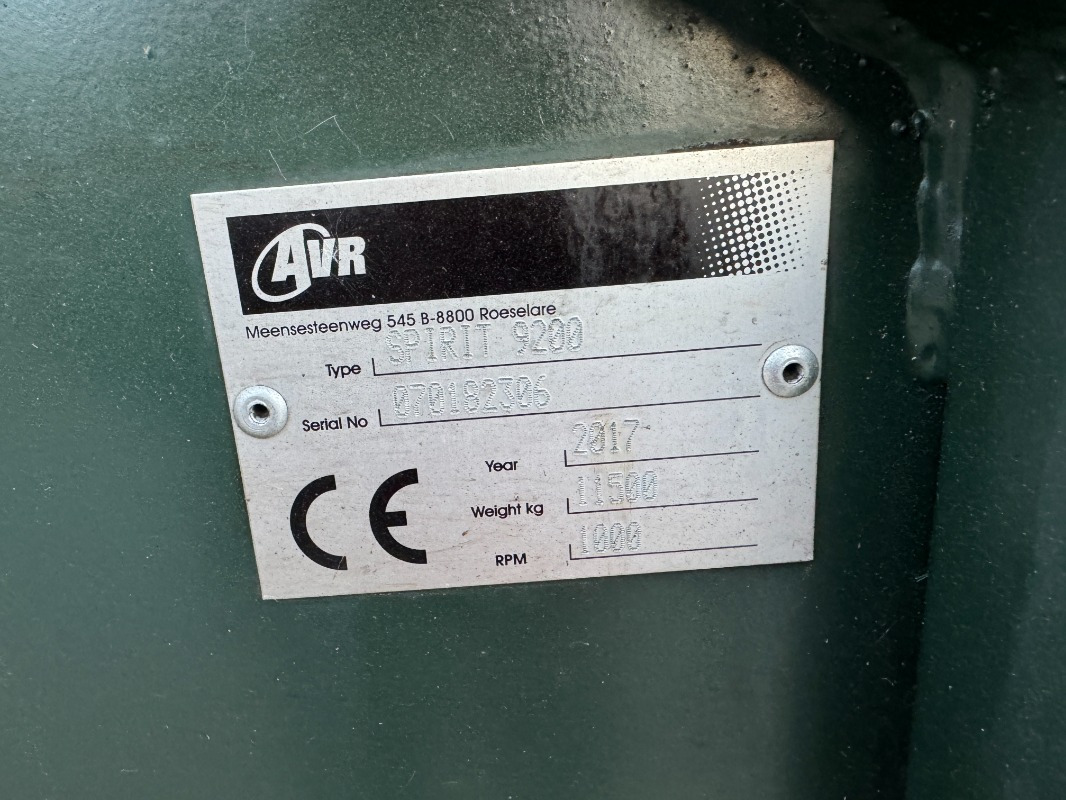 AVR
Meensesteenweg 545 B-8800 Roeselare
Type SPIRIT 9200
Serial No 070182306
Year 2017
Weight kg 11500
RPM 1000
CE